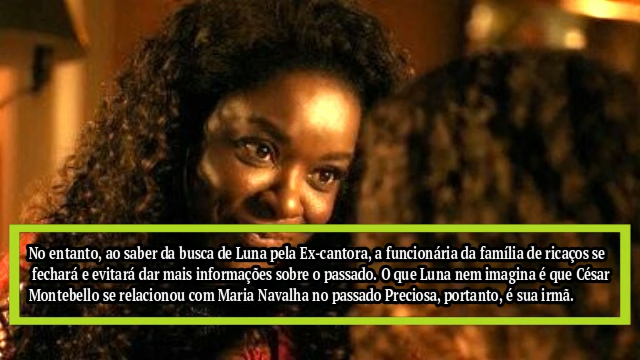 No entanto, ao saber da busca de Luna pela Ex-cantora, a funcionária da família de ricaços se
fechará e evitará dar mais informações sobre o passado. O que Luna nem imagina é que César
Montebello se relacionou com Maria Navalha no passado Preciosa, portanto, é sua irmã.